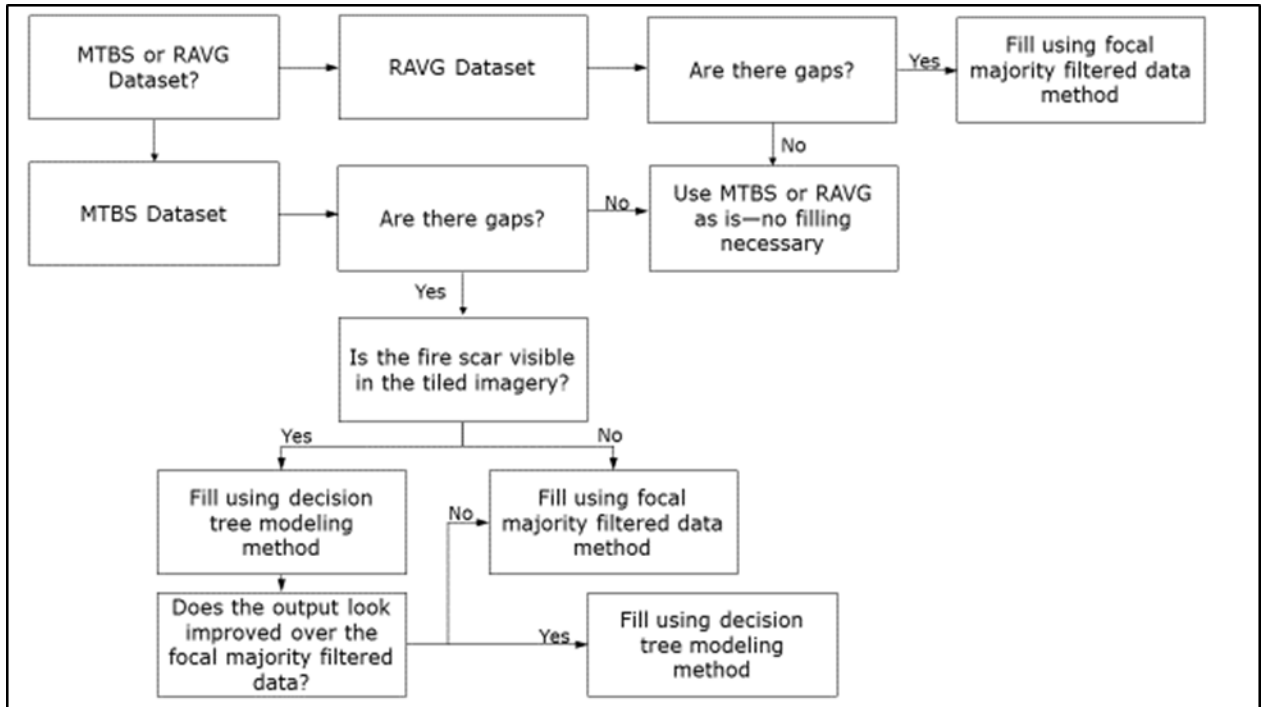 MTBS or RAVG
Dataset?
RAVG Dataset
Are there gaps?
Yes
Fill using focal
majority filtered data
method
No
MTBS Dataset
Are there gaps?
No
Use MTBS or RAVG
as is—no filling
necessary
Yes
Is the fire scar visible
in the tiled imagery?
Yes
No
Fill using decision
tree modeling
method
No
Fill using focal
majority filtered data
method
Does the output look
improved over the
focal majority filtered
data?
Yes
Fill using decision
tree modeling
method